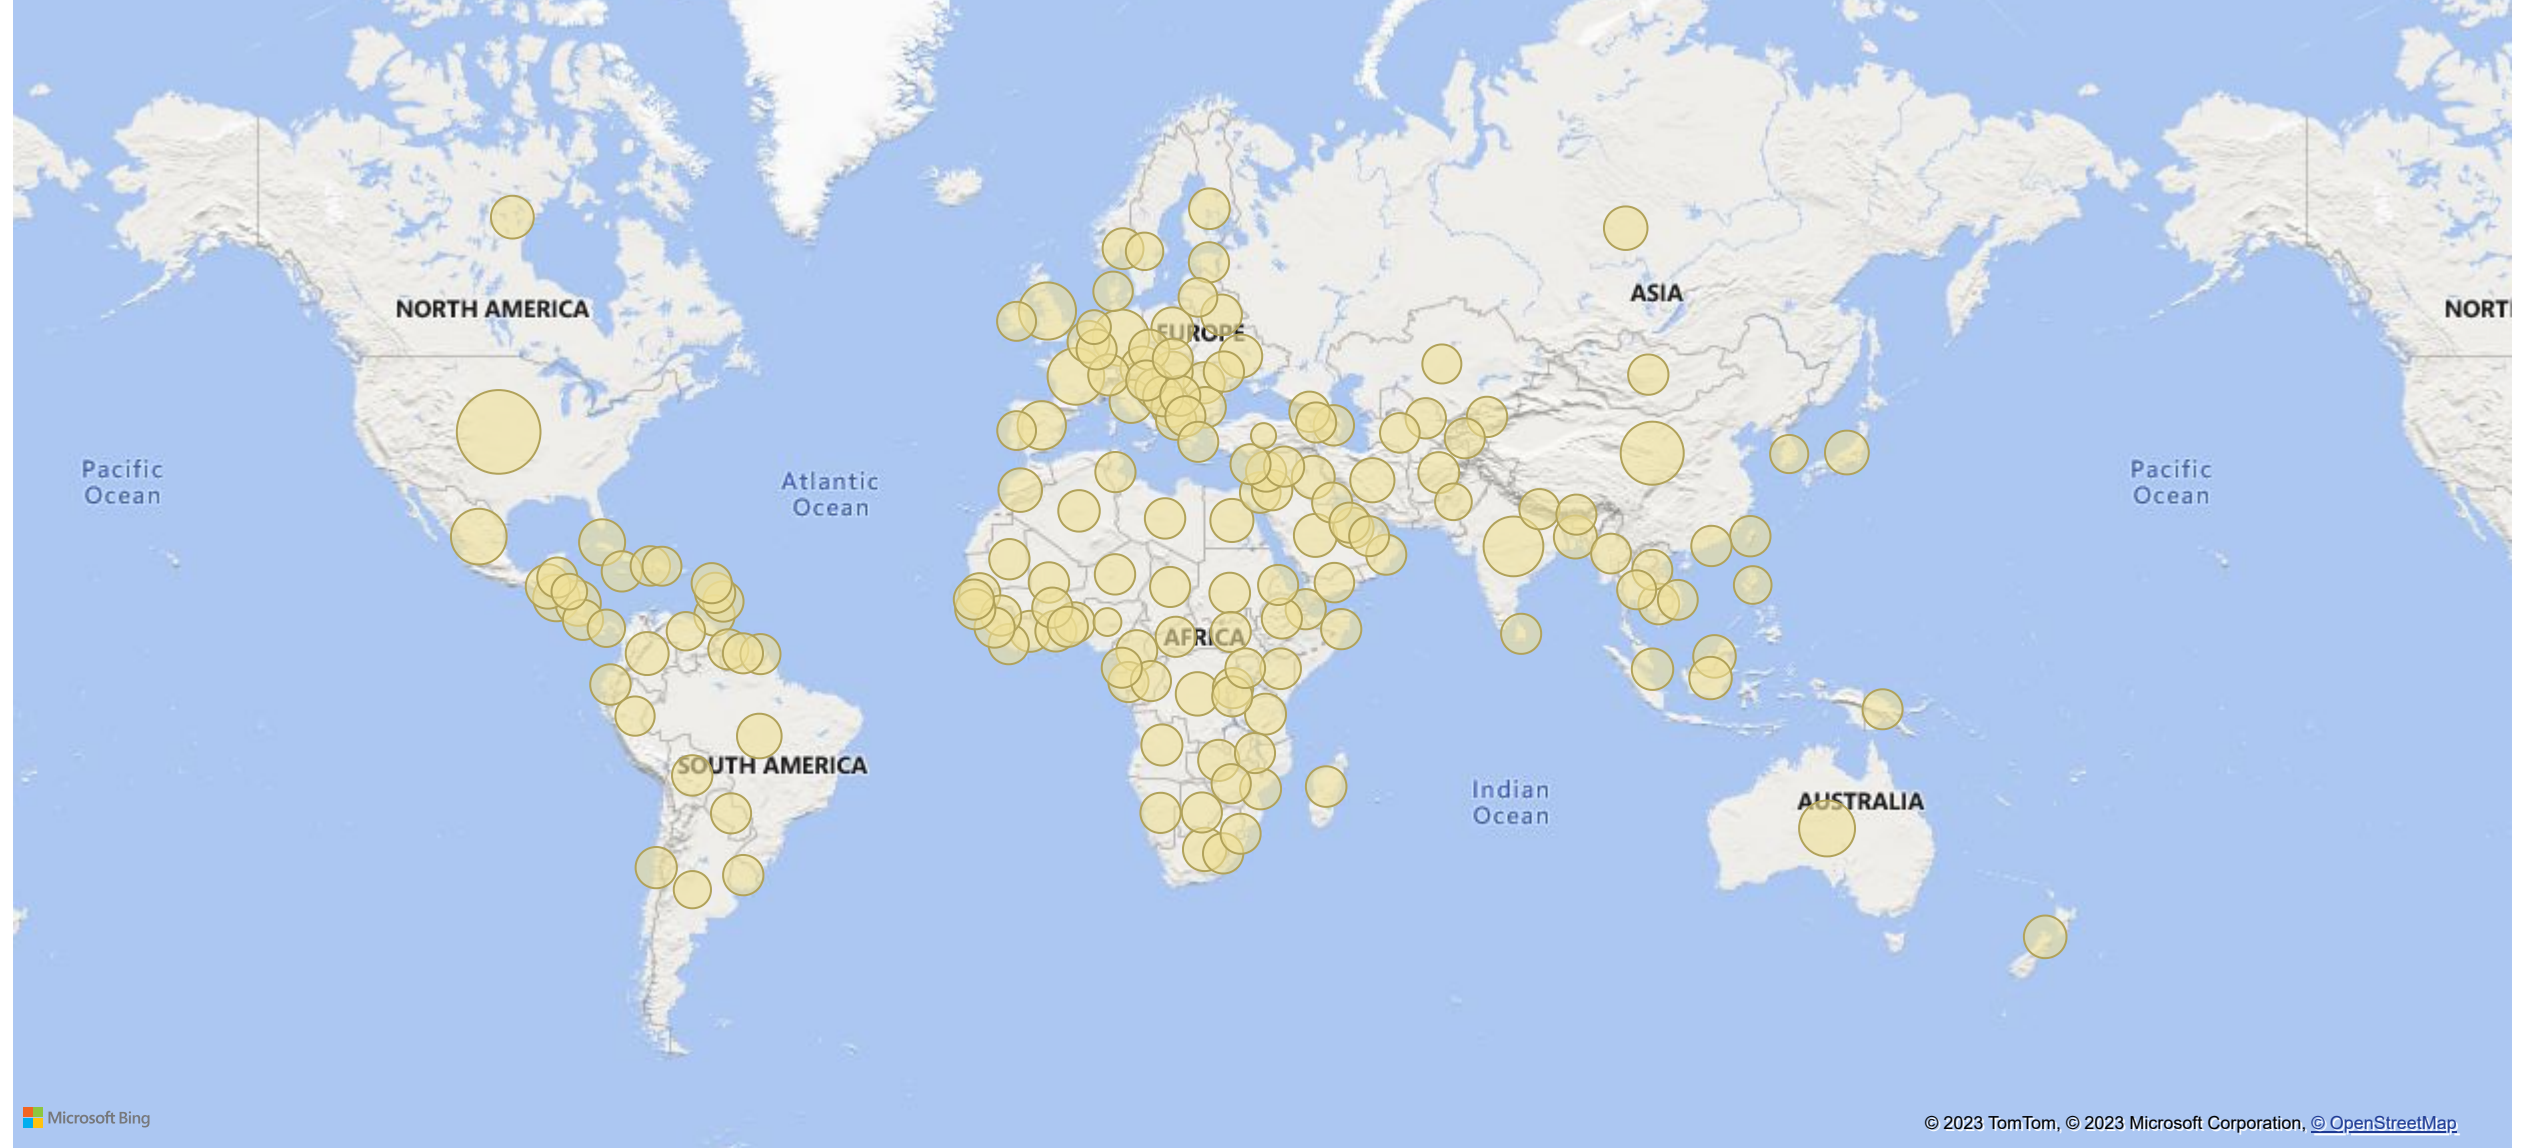 NORTH AMERICA
ASIA
NORTH
EUROPE
Pacific
Ocean
Atlantic
Ocean
Pacific
Ocean
AFRICA
SOUTH AMERICA
Indian
Ocean
AUSTRALIA
Microsoft Bing
© 2023 TomTom, © 2023 Microsoft Corporation, © OpenStreetMap